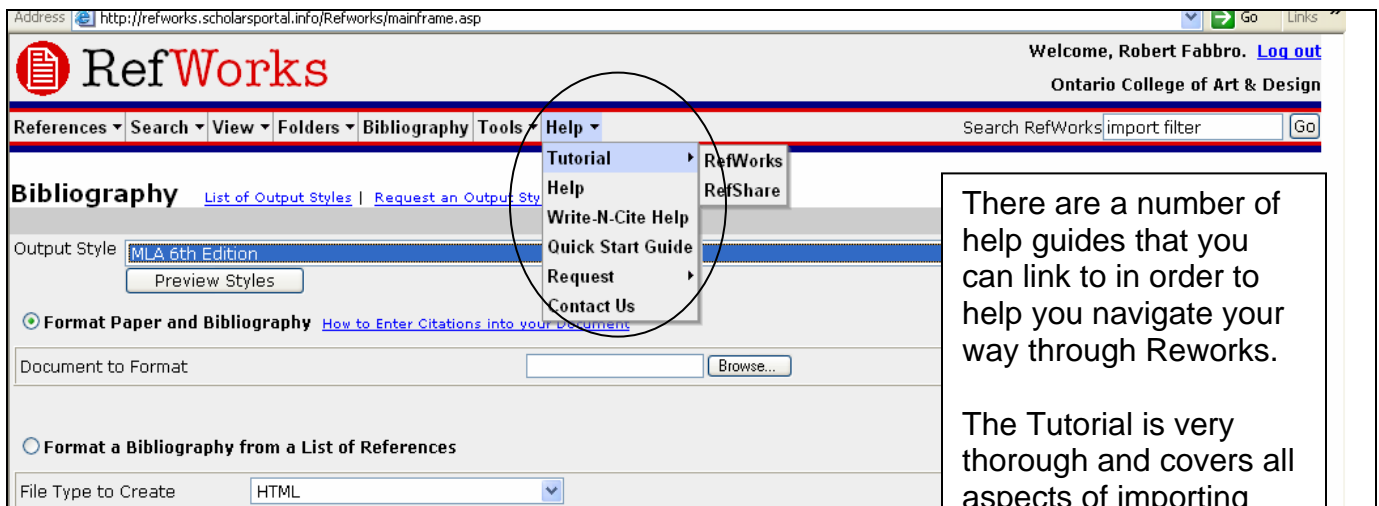 Address http://refworks.scholarsportal.info/Refworks/mainframe.asp Go Links »
RefWorks
Welcome, Robert Fabbro. Log out
Ontario College of Art & Design
References Search View Folders Bibliography Tools Help Search RefWorks import filter Go
Tutorial RefWorks
Help RefShare
Write-N-Cite Help
Quick Start Guide
Request
Contact Us
Bibliography List of Output Styles | Request an Output Sty
Output Style MLA 6th Edition
Preview Styles
Format Paper and Bibliography How to Enter Citations into your Document
Document to Format Browse...
Format a Bibliography from a List of References
File Type to Create HTML
There are a number of
help guides that you
can link to in order to
help you navigate your
way through Reworks.
The Tutorial is very
thorough and covers all
aspects of importing